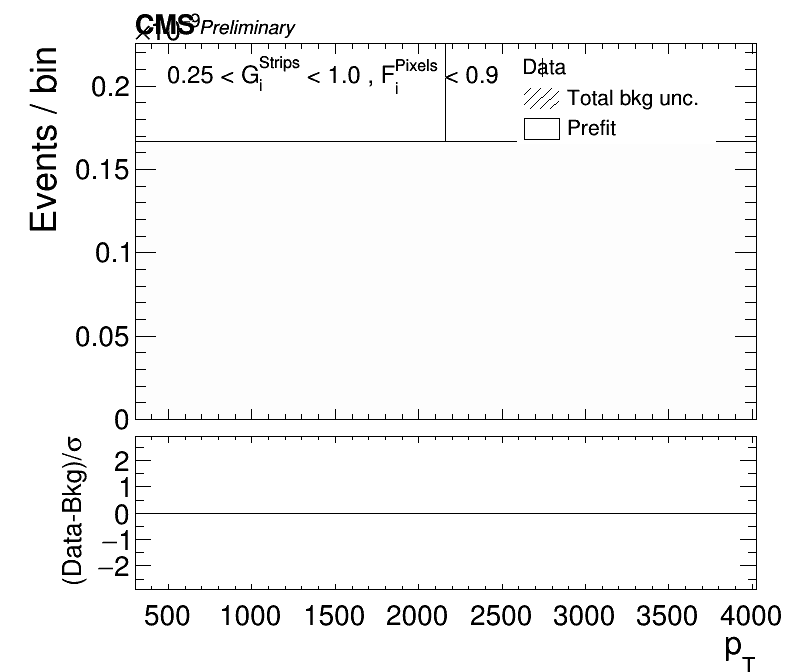 CMS Preliminary
×10⁻⁹
0.25 < G_i^Strips < 1.0 , F_i^Pixels < 0.9
Data
Total bkg unc.
Prefit
Events / bin
0.2
0.15
0.1
0.05
0
(Data-Bkg)/σ
2
1
0
−1
−2
500 1000 1500 2000 2500 3000 3500 4000
p_T